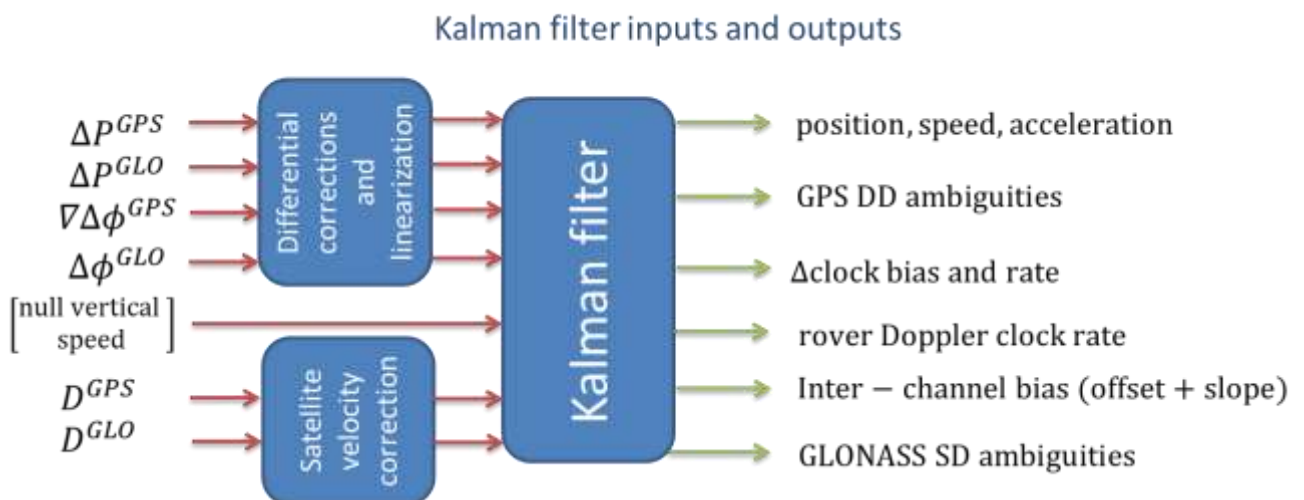 Kalman filter inputs and outputs
ΔP^GPS
ΔP^GLO
∇Δϕ^GPS
Δϕ^GLO
[null vertical
speed]
D^GPS
D^GLO
Differential
corrections
and
linearization
Satellite
velocity
correction
Kalman filter
position, speed, acceleration
GPS DD ambiguities
Δclock bias and rate
rover Doppler clock rate
Inter − channel bias (offset + slope)
GLONASS SD ambiguities